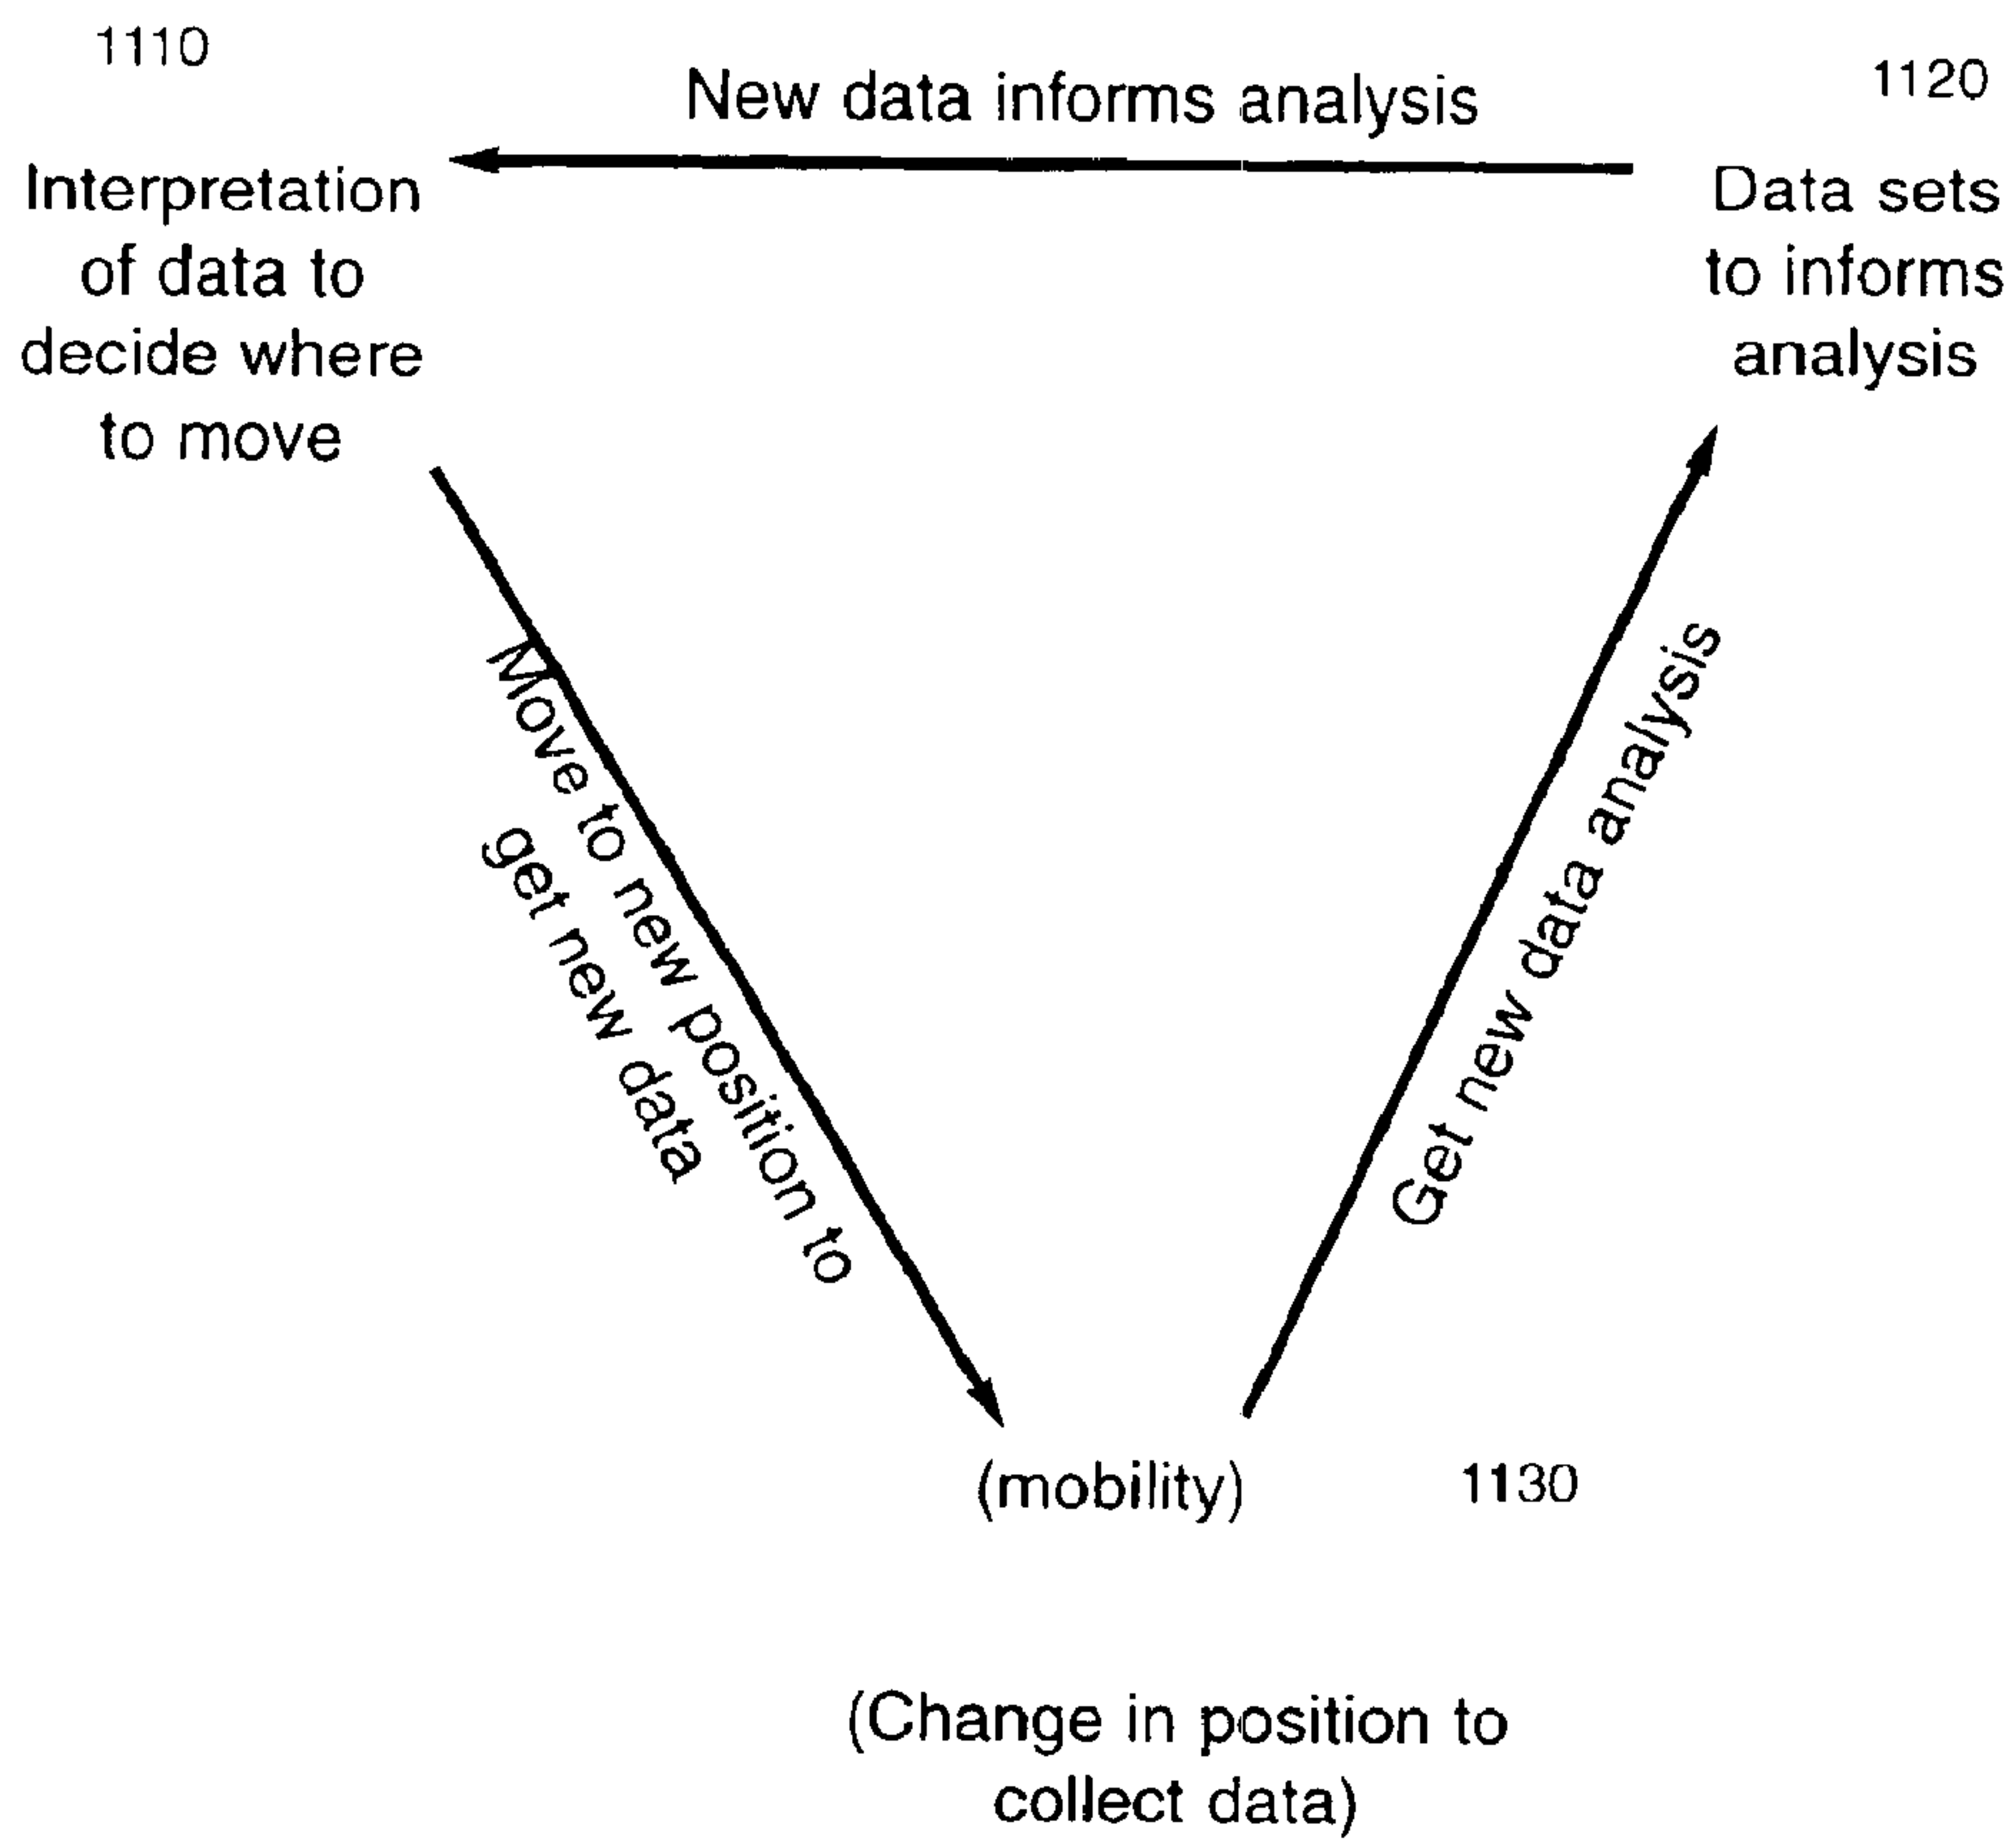 1110
New data informs analysis
1120
Interpretation
of data to
decide where
to move
Data sets
to informs
analysis
Move to new position to
get new data
Get new data analysis
(mobility)
1130
(Change in position to
collect data)